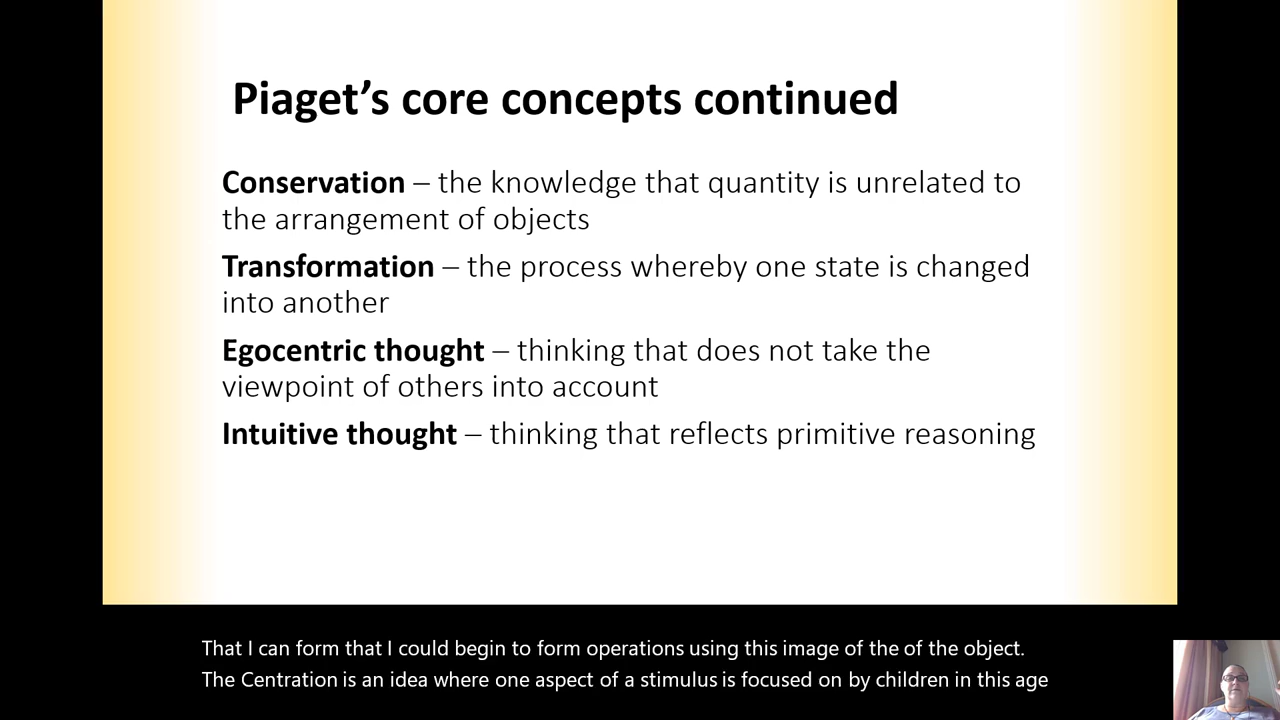 Piaget’s core concepts continued
Conservation – the knowledge that quantity is unrelated to
the arrangement of objects
Transformation – the process whereby one state is changed
into another
Egocentric thought – thinking that does not take the
viewpoint of others into account
Intuitive thought – thinking that reflects primitive reasoning
That I can form that I could begin to form operations using this image of the of the object.
The Centration is an idea where one aspect of a stimulus is focused on by children in this age